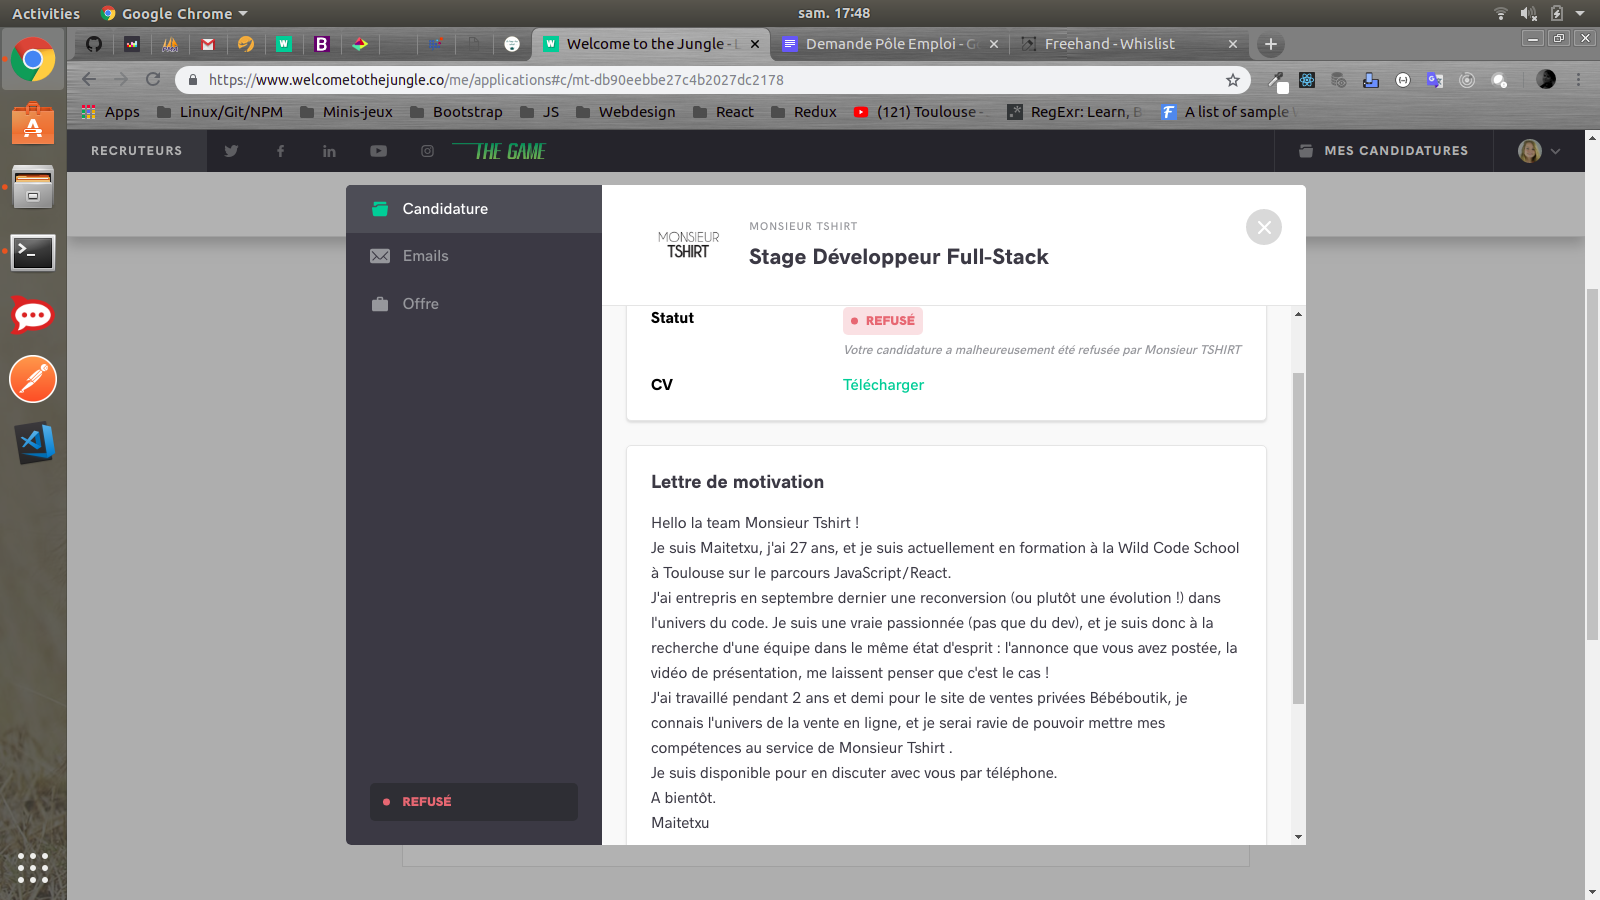 Activities
Google Chrome
sam. 17:48
Welcome to the Jungle - L
Demande Pôle Emploi - G
Freehand - Whislist
https://www.welcometothejungle.co/me/applications#c/mt-db90eebbe27c4b2027dc2178
Apps
Linux/Git/NPM
Minis-jeux
Bootstrap
JS
Webdesign
React
Redux
(121) Toulouse -
RegExr: Learn, B
A list of sample
RECRUTEURS
THE GAME
MES CANDIDATURES
Candidature
Emails
Offre
REFUSÉ
MONSIEUR
TSHIRT
MONSIEUR TSHIRT
Stage Développeur Full-Stack
Statut
REFUSÉ
Votre candidature a malheureusement été refusée par Monsieur TSHIRT
CV
Télécharger
Lettre de motivation
Hello la team Monsieur Tshirt !
Je suis Maitetxu, j'ai 27 ans, et je suis actuellement en formation à la Wild Code School
à Toulouse sur le parcours JavaScript/React.
J'ai entrepris en septembre dernier une reconversion (ou plutôt une évolution !) dans
l'univers du code. Je suis une vraie passionnée (pas que du dev), et je suis donc à la
recherche d'une équipe dans le même état d'esprit : l'annonce que vous avez postée, la
vidéo de présentation, me laissent penser que c'est le cas !
J'ai travaillé pendant 2 ans et demi pour le site de ventes privées Bébéboutik, je
connais l'univers de la vente en ligne, et je serai ravie de pouvoir mettre mes
compétences au service de Monsieur Tshirt .
Je suis disponible pour en discuter avec vous par téléphone.
A bientôt.
Maitetxu